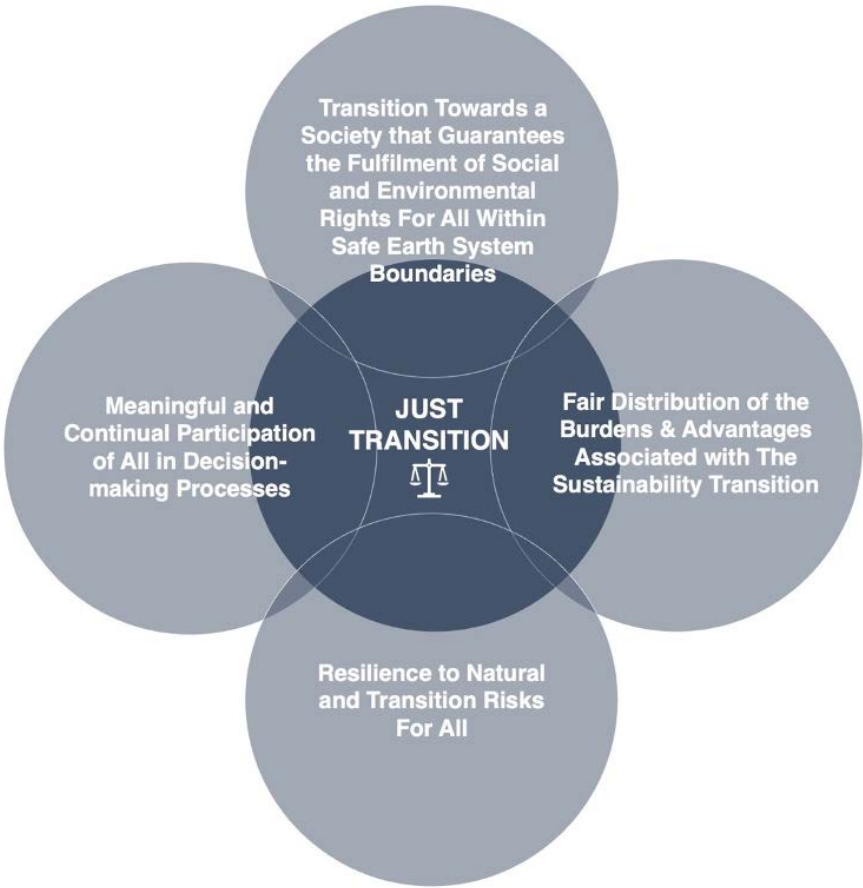 Transition Towards a
Society that Guarantees
the Fulfilment of Social
and Environmental
Rights For All Within
Safe Earth System
Boundaries
Meaningful and
Continual Participation
of All in Decision-
making Processes
JUST
TRANSITION
Fair Distribution of the
Burdens & Advantages
Associated with The
Sustainability Transition
Resilience to Natural
and Transition Risks
For All